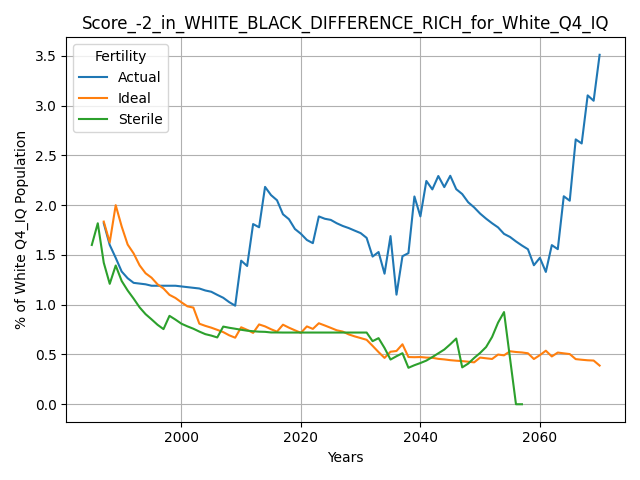 Score_-2_in_WHITE_BLACK_DIFFERENCE_RICH_for_White_Q4_IQ
Fertility
Actual
Ideal
Sterile
3.5
3.0
2.5
2.0
1.5
1.0
0.5
0.0
% of White Q4_IQ Population
2000
2020
2040
2060
Years